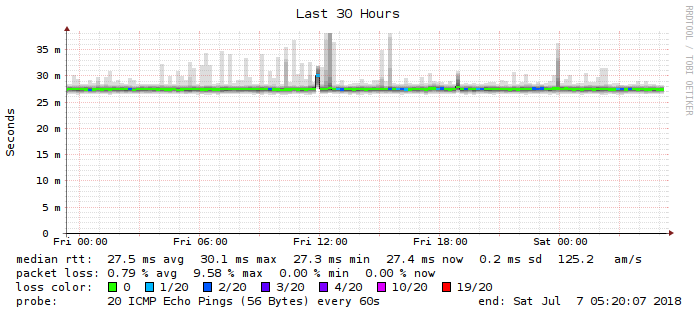 Last 30 Hours
RRDTOOL / TOBI OETIKER
Seconds
35 m
30 m
25 m
20 m
15 m
10 m
5 m
0
Fri 00:00 Fri 06:00 Fri 12:00 Fri 18:00 Sat 00:00
median rtt: 27.5 ms avg 30.1 ms max 27.3 ms min 27.4 ms now 0.2 ms sd 125.2 am/s
packet loss: 0.79 % avg 9.58 % max 0.00 % min 0.00 % now
loss color: 0 1/20 2/20 3/20 4/20 10/20 19/20
probe: 20 ICMP Echo Pings (56 Bytes) every 60s end: Sat Jul 7 05:20:07 2018